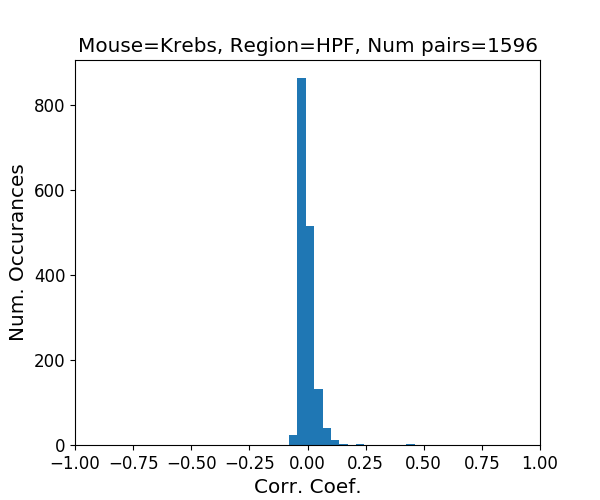 Mouse=Krebs, Region=HPF, Num pairs=1596
800
600
400
200
0
Num. Occurances
−1.00 −0.75 −0.50 −0.25 0.00 0.25 0.50 0.75 1.00
Corr. Coef.